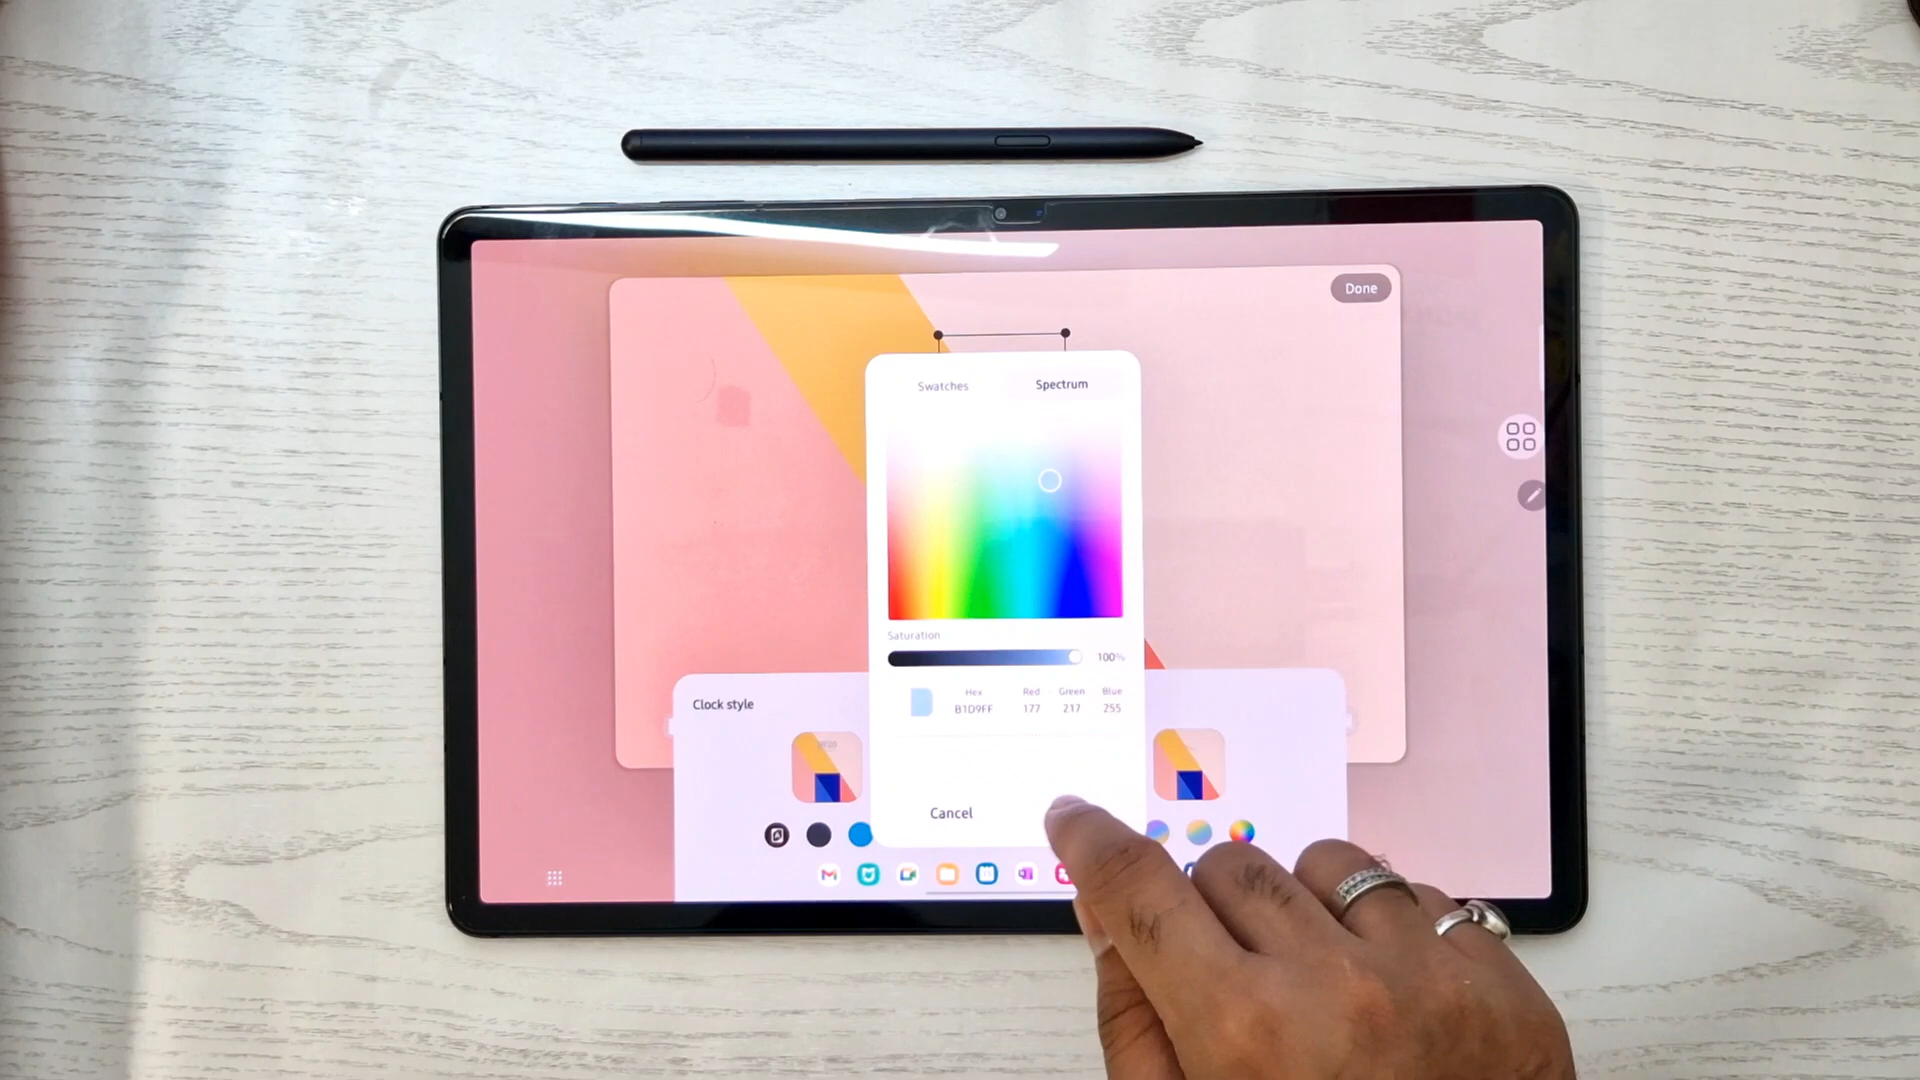 Done
Swatches
Spectrum
Saturation
100%
Hex
Red
Green
Blue
B1D9FF
177
217
255
Clock style
Cancel